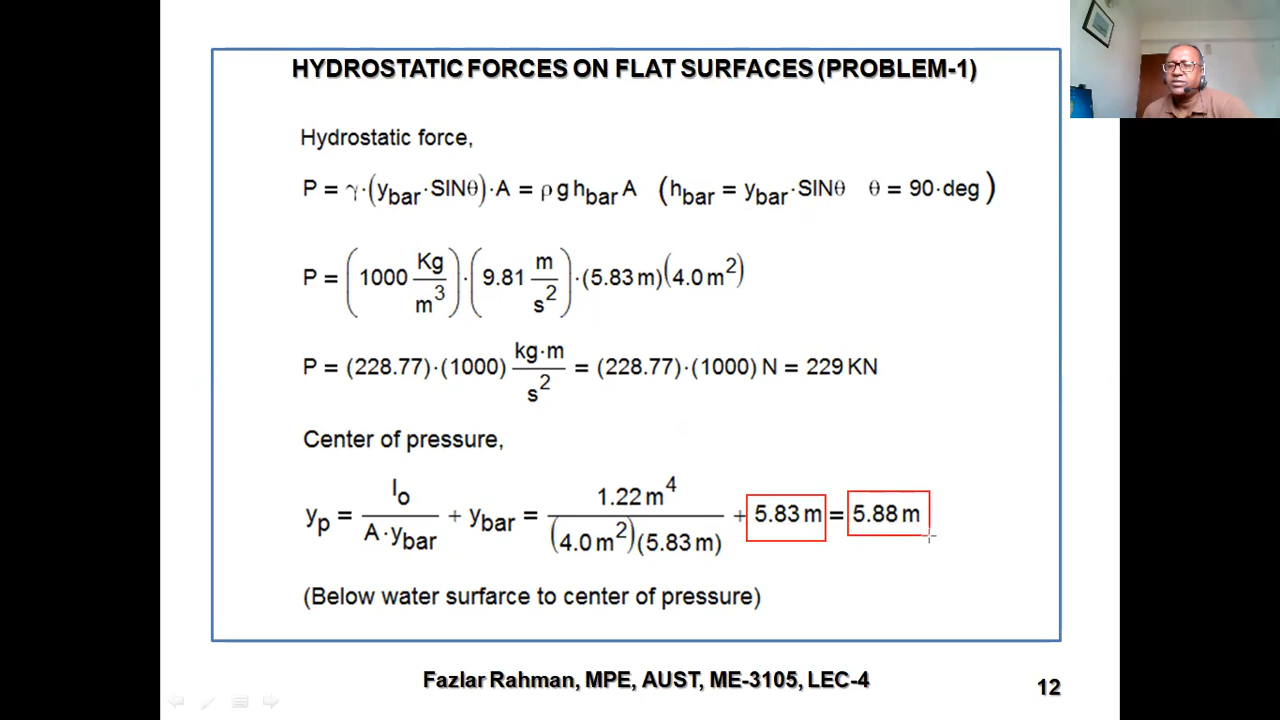 HYDROSTATIC FORCES ON FLAT SURFACES (PROBLEM-1)
Hydrostatic force,
P = γ·(y_bar·SINθ)·A = ρ g h_bar A (h_bar = y_bar·SINθ θ = 90·deg)
P = (1000 Kg/m^3)·(9.81 m/s^2)·(5.83 m)(4.0 m^2)
P = (228.77)·(1000) kg·m/s^2 = (228.77)·(1000) N = 229 KN
Center of pressure,
y_p = I_o/(A·y_bar) + y_bar = 1.22 m^4/((4.0 m^2)(5.83 m)) + 5.83 m = 5.88 m
(Below water surfarce to center of pressure)
Fazlar Rahman, MPE, AUST, ME-3105, LEC-4
12